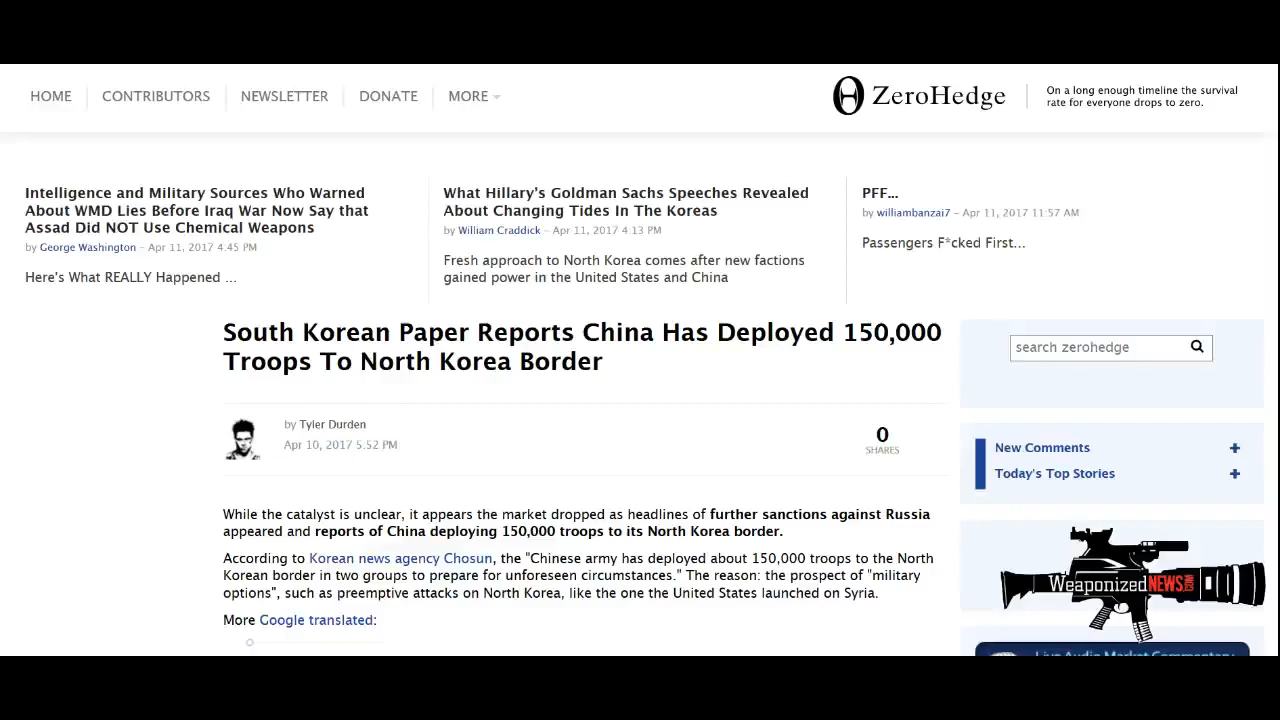 HOME
CONTRIBUTORS
NEWSLETTER
DONATE
MORE
ZeroHedge
On a long enough timeline the survival
rate for everyone drops to zero.
Intelligence and Military Sources Who Warned
About WMD Lies Before Iraq War Now Say that
Assad Did NOT Use Chemical Weapons
by George Washington - Apr 11, 2017 4:45 PM
Here's What REALLY Happened ...
What Hillary's Goldman Sachs Speeches Revealed
About Changing Tides In The Koreas
by William Craddick - Apr 11, 2017 4:13 PM
Fresh approach to North Korea comes after new factions
gained power in the United States and China
PFF...
by williambanzai7 - Apr 11, 2017 11:57 AM
Passengers F*cked First...
South Korean Paper Reports China Has Deployed 150,000
Troops To North Korea Border
by Tyler Durden
Apr 10, 2017 5:52 PM
0
SHARES
While the catalyst is unclear, it appears the market dropped as headlines of further sanctions against Russia
appeared and reports of China deploying 150,000 troops to its North Korea border.
According to Korean news agency Chosun, the "Chinese army has deployed about 150,000 troops to the North
Korean border in two groups to prepare for unforeseen circumstances." The reason: the prospect of "military
options", such as preemptive attacks on North Korea, like the one the United States launched on Syria.
More Google translated:
search zerohedge
New Comments
Today's Top Stories
WeaponizedNEWS.COM
Live Audio Market Commentary